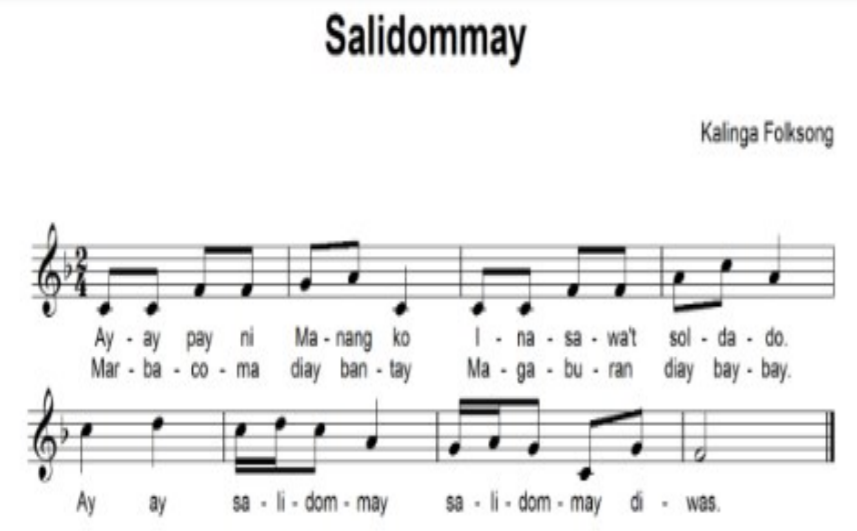 Salidommay
Kalinga Folksong
2
4
Ay - ay pay ni Ma - nang ko I - na - sa - wa't sol - da - do.
Mar - ba - co - ma diay ban - tay Ma - ga - bu - ran diay bay - bay.
Ay ay sa - li - dom - may sa - li - dom - may di - was.